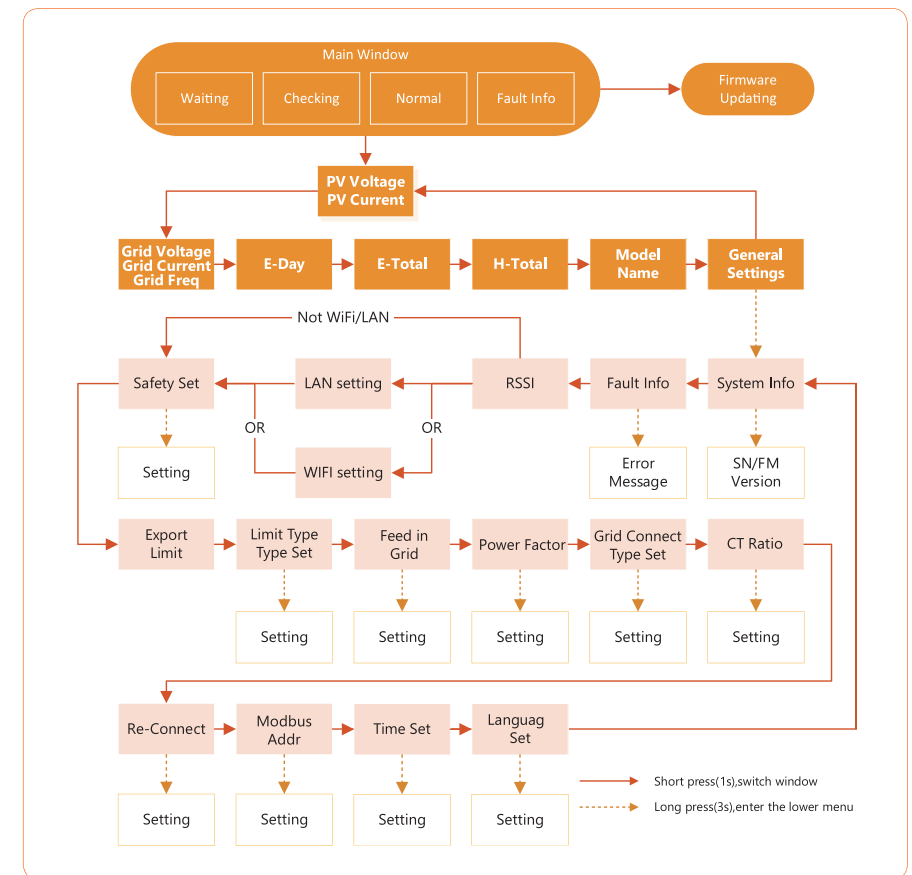 Main Window
Waiting
Checking
Normal
Fault Info
Firmware
Updating
PV Voltage
PV Current
Grid Voltage
Grid Current
Grid Freq
E-Day
E-Total
H-Total
Model
Name
General
Settings
Not WiFi/LAN
Safety Set
LAN setting
RSSI
Fault Info
System Info
OR
OR
Setting
WIFI setting
Error
Message
SN/FM
Version
Export
Limit
Limit Type
Type Set
Feed in
Grid
Power Factor
Grid Connect
Type Set
CT Ratio
Setting
Setting
Setting
Setting
Setting
Re-Connect
Modbus
Addr
Time Set
Languag
Set
Setting
Setting
Setting
Setting
Short press(1s),switch window
Long press(3s),enter the lower menu